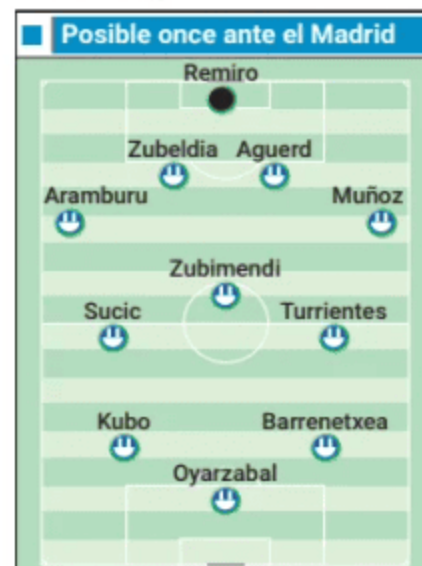 Posible once ante el Madrid
Remiro
Zubeldia Aguerd
Aramburu Muñoz
Zubimendi
Sucic Turrientes
Kubo Barrenetxea
Oyarzabal